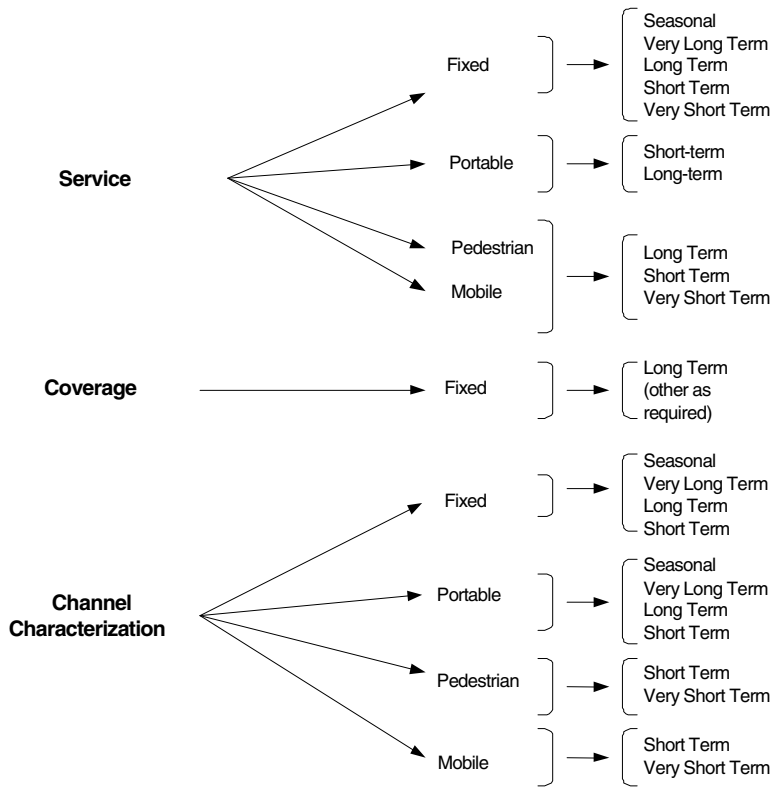 Service
Fixed
Seasonal
Very Long Term
Long Term
Short Term
Very Short Term
Portable
Short-term
Long-term
Pedestrian
Mobile
Long Term
Short Term
Very Short Term
Coverage
Fixed
Long Term
(other as
required)
Channel
Characterization
Fixed
Seasonal
Very Long Term
Long Term
Short Term
Portable
Seasonal
Very Long Term
Long Term
Short Term
Pedestrian
Short Term
Very Short Term
Mobile
Short Term
Very Short Term